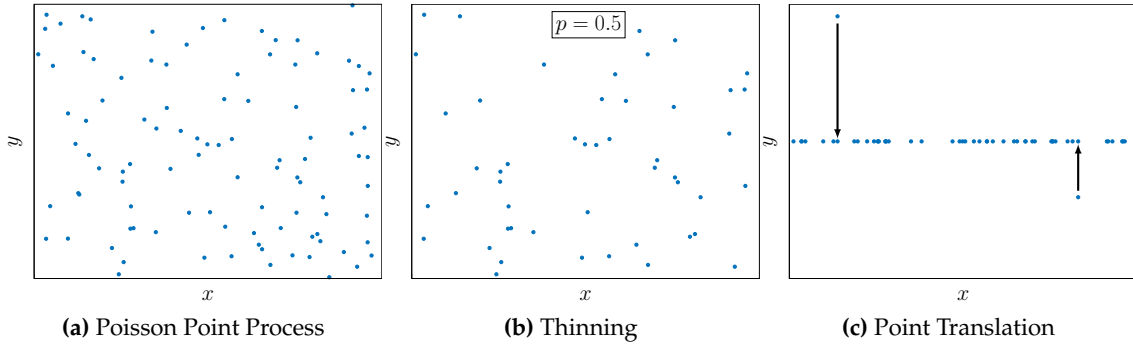 p = 0.5
y
y
y
x
x
x
(a) Poisson Point Process
(b) Thinning
(c) Point Translation